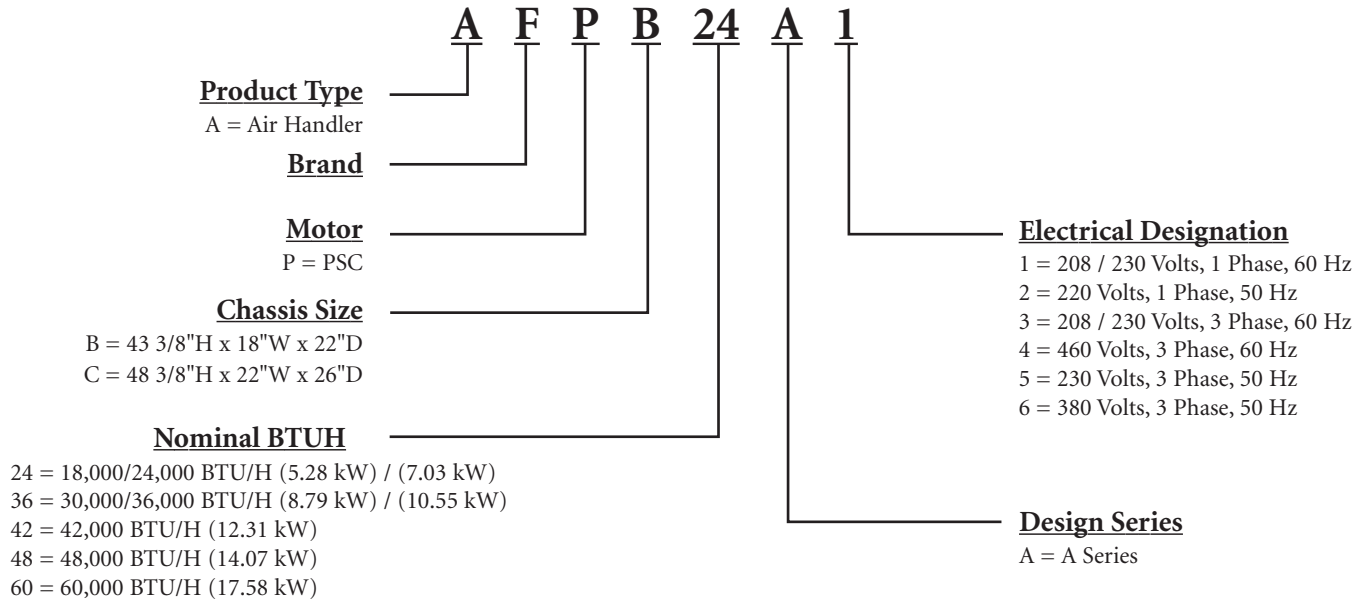 A F P B 24 A 1
Product Type
A = Air Handler
Brand
Motor
P = PSC
Chassis Size
B = 43 3/8"H x 18"W x 22"D
C = 48 3/8"H x 22"W x 26"D
Nominal BTUH
24 = 18,000/24,000 BTU/H (5.28 kW) / (7.03 kW)
36 = 30,000/36,000 BTU/H (8.79 kW) / (10.55 kW)
42 = 42,000 BTU/H (12.31 kW)
48 = 48,000 BTU/H (14.07 kW)
60 = 60,000 BTU/H (17.58 kW)
Electrical Designation
1 = 208 / 230 Volts, 1 Phase, 60 Hz
2 = 220 Volts, 1 Phase, 50 Hz
3 = 208 / 230 Volts, 3 Phase, 60 Hz
4 = 460 Volts, 3 Phase, 60 Hz
5 = 230 Volts, 3 Phase, 50 Hz
6 = 380 Volts, 3 Phase, 50 Hz
Design Series
A = A Series